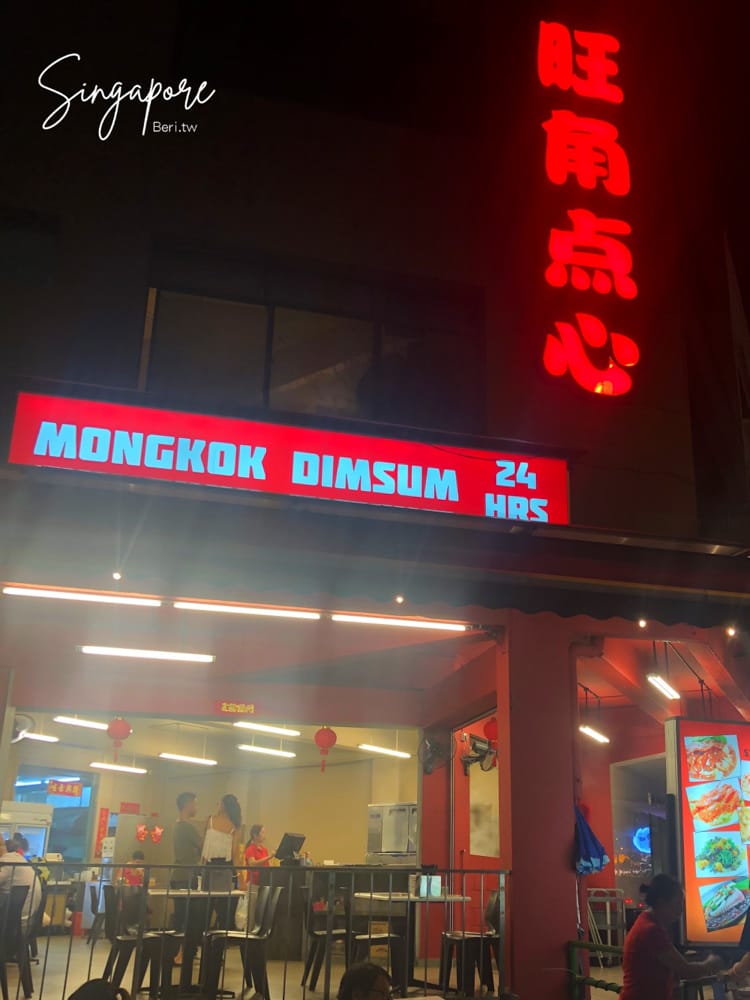 Singapore
Beri.tw
旺角点心
MONGKOK DIMSUM 24 HRS